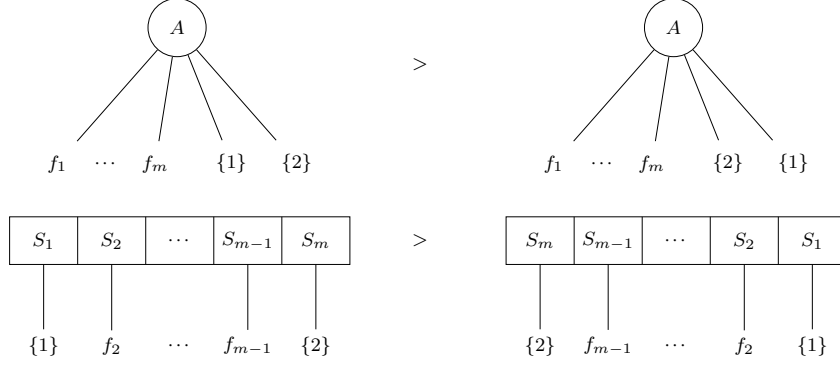 A > A
f₁ ⋯ fₘ {1} {2} f₁ ⋯ fₘ {2} {1}
S₁ S₂ ⋯ Sₘ₋₁ Sₘ > Sₘ Sₘ₋₁ ⋯ S₂ S₁
{1} f₂ ⋯ fₘ₋₁ {2} {2} fₘ₋₁ ⋯ f₂ {1}